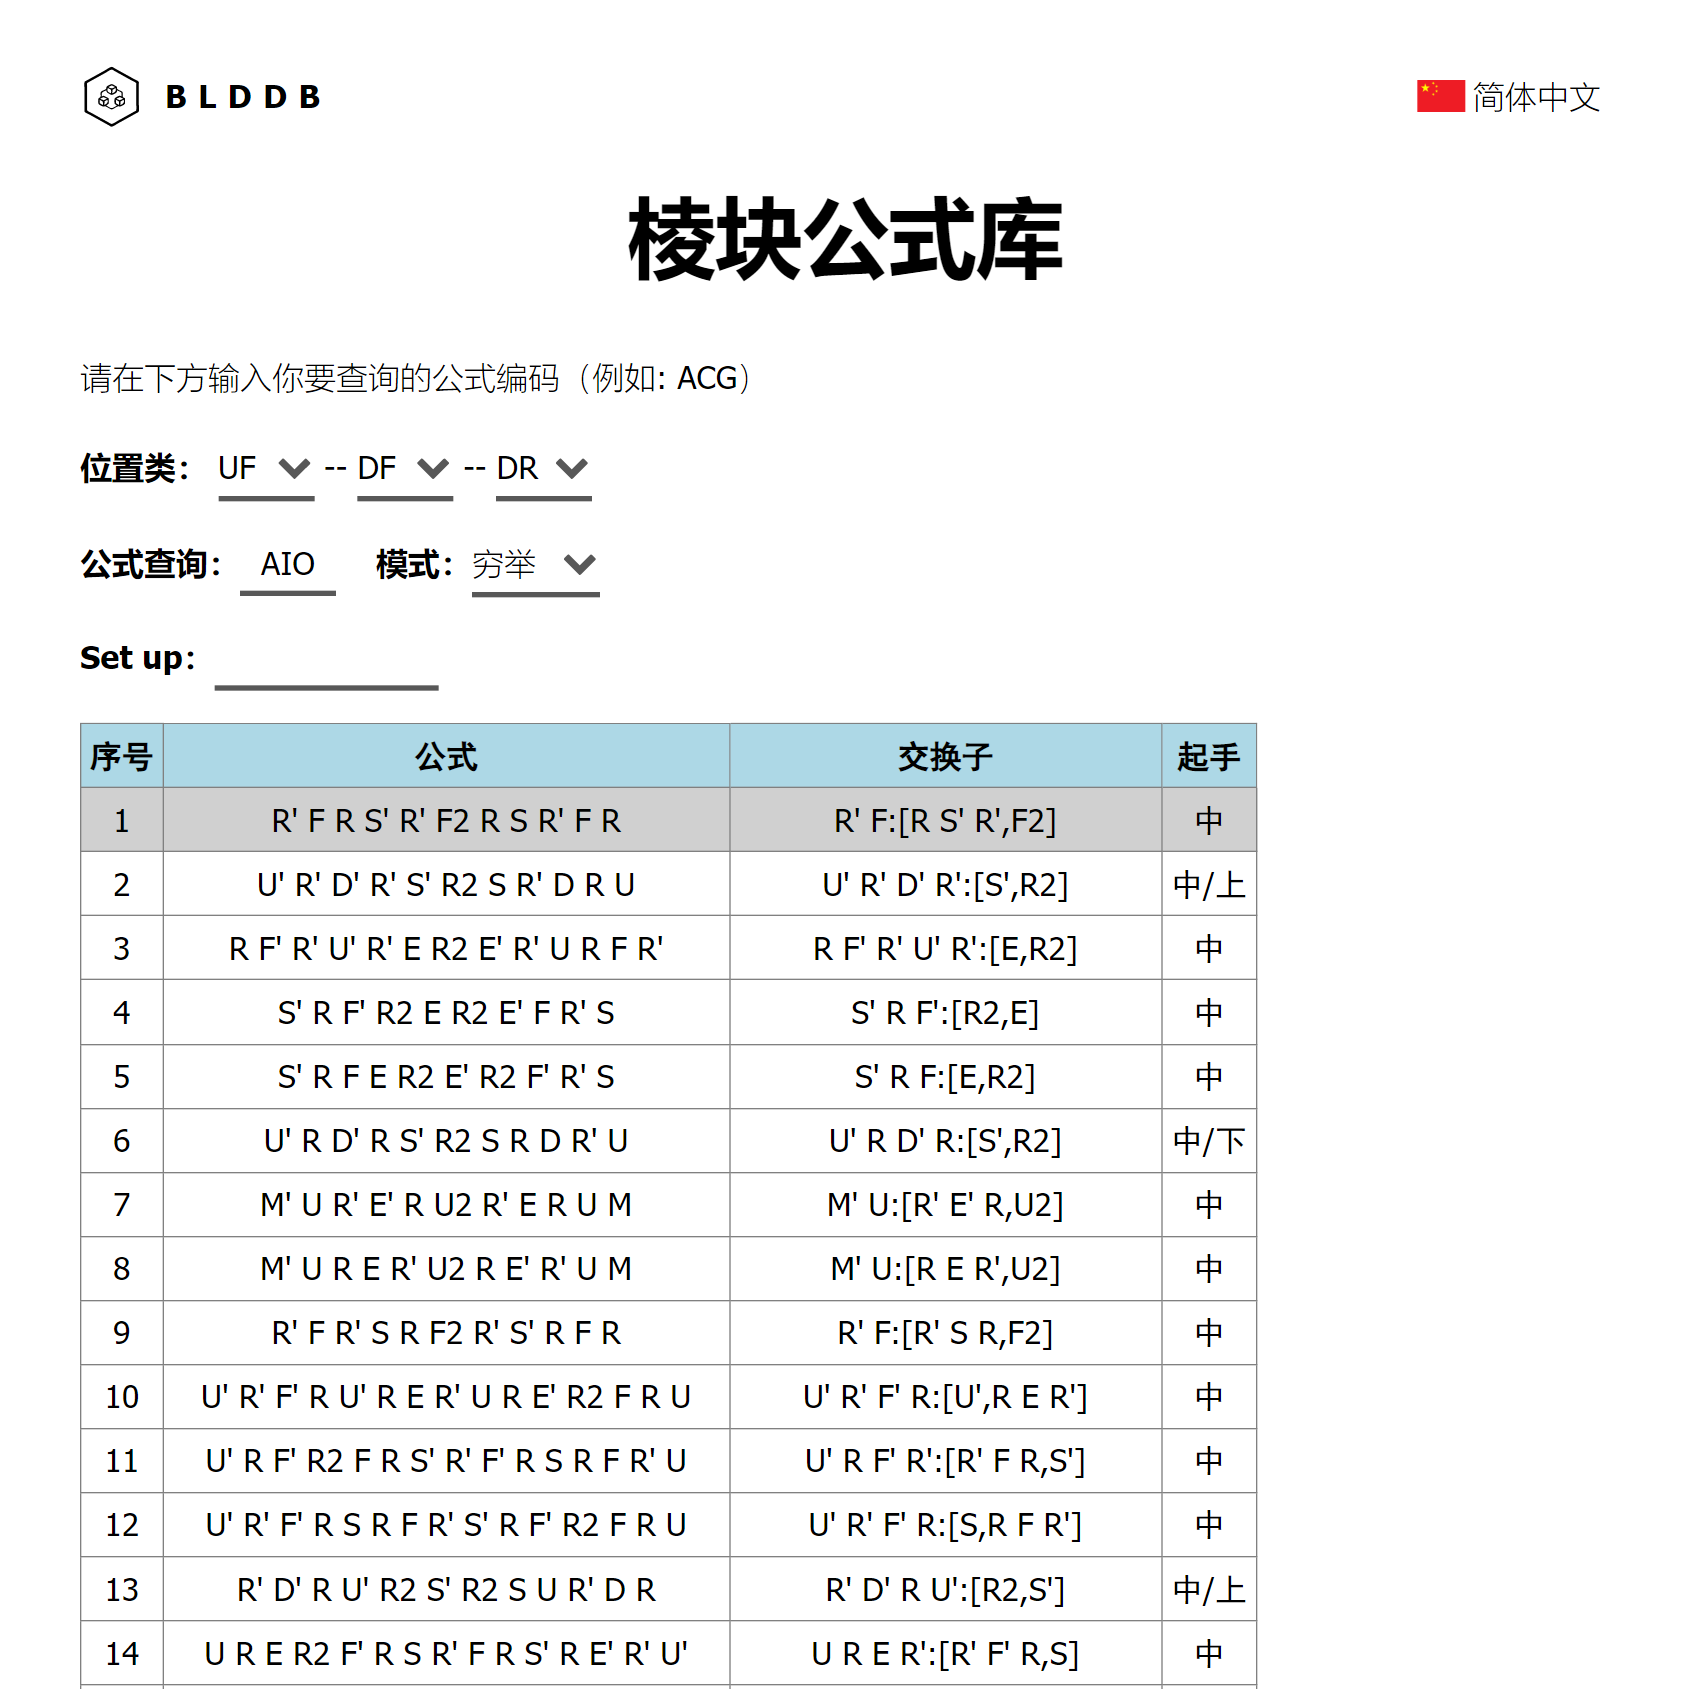 BLDDB 简体中文
棱块公式库
请在下方输入你要查询的公式编码（例如: ACG）
位置类： UF -- DF -- DR
公式查询： AIO 模式： 穷举
Set up：
序号 公式 交换子 起手
1 R' F R S' R' F2 R S R' F R R' F:[R S' R',F2] 中
2 U' R' D' R' S' R2 S R' D R U U' R' D' R':[S',R2] 中/上
3 R F' R' U' R' E R2 E' R' U R F R' R F' R' U' R':[E,R2] 中
4 S' R F' R2 E R2 E' F R' S S' R F':[R2,E] 中
5 S' R F E R2 E' R2 F' R' S S' R F:[E,R2] 中
6 U' R D' R S' R2 S R D R' U U' R D' R:[S',R2] 中/下
7 M' U R' E' R U2 R' E R U M M' U:[R' E' R,U2] 中
8 M' U R E R' U2 R E' R' U M M' U:[R E R',U2] 中
9 R' F R' S R F2 R' S' R F R R' F:[R' S R,F2] 中
10 U' R' F' R U' R E R' U R E' R2 F R U U' R' F' R:[U',R E R'] 中
11 U' R F' R2 F R S' R' F' R S R F R' U U' R F' R':[R' F R,S'] 中
12 U' R' F' R S R F R' S' R F' R2 F R U U' R' F' R:[S,R F R'] 中
13 R' D' R U' R2 S' R2 S U R' D R R' D' R U':[R2,S'] 中/上
14 U R E R2 F' R S R' F R S' R E' R' U' U R E R':[R' F' R,S] 中